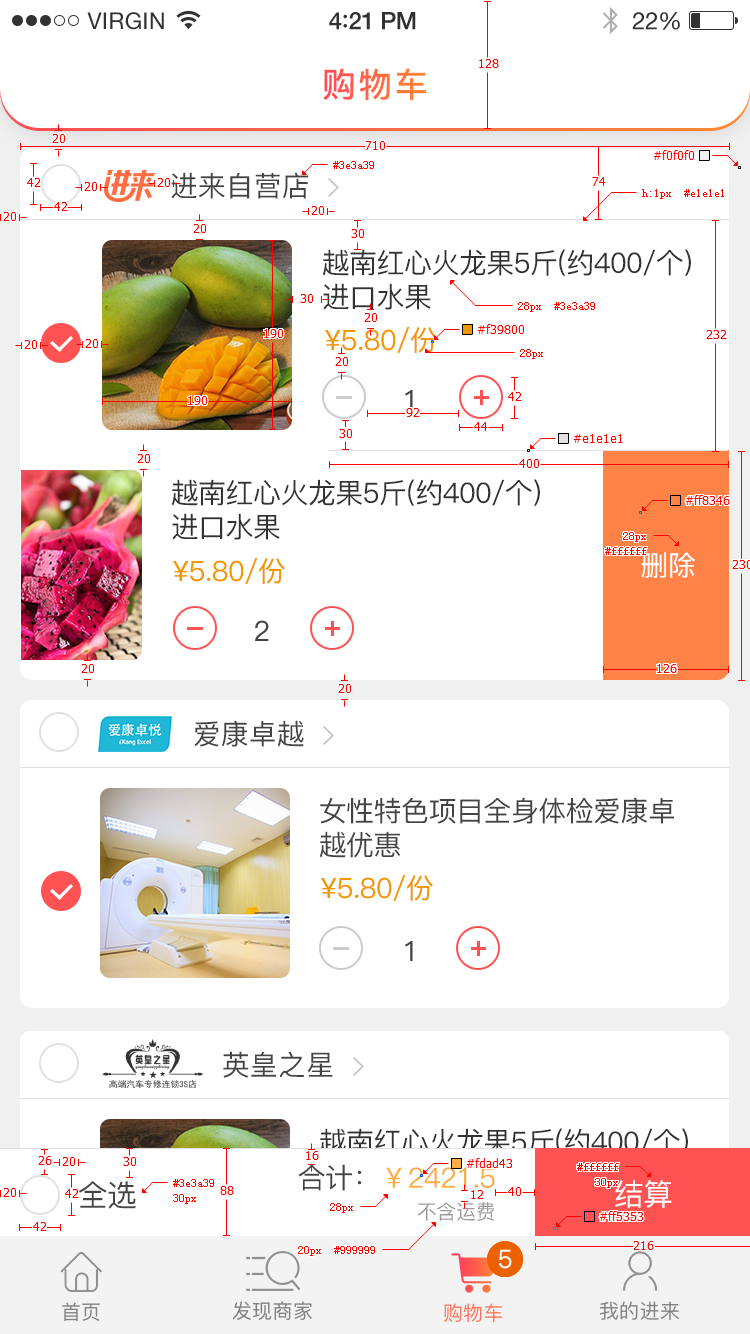 VIRGIN 4:21 PM 22%
128
购物车
20
710
#3e3a39 #f0f0f0
42 20 进来 20 进来自营店 74
42 20 h:1px #e1e1e1
20 20 30
越南红心火龙果5斤(约400/个)
进口水果
30 20 28px #3e3a39
190 ¥5.80/份 #f39800 232
20 20 20 28px
190 1 42
92 44
30 #e1e1e1
20 400
越南红心火龙果5斤(约400/个)
#ff8346
进口水果
28px
#ffffff
¥5.80/份 删除 230
2
20 126
20
爱康卓悦
iKang Excel
爱康卓越
女性特色项目全身体检爱康卓
越优惠
¥5.80/份
1
英皇之星
高端汽车专修连锁3S店
英皇之星
越南红心火龙果5斤(约400/个)
26 20 30 16 #fdad43 #ffffff
20 42 全选 #3e3a39 88 合计： ¥2421.5 12 40 30px 结算
30px 28px 不含运费 #ff5353
42 20px #999999 216
5
首页 发现商家 购物车 我的进来